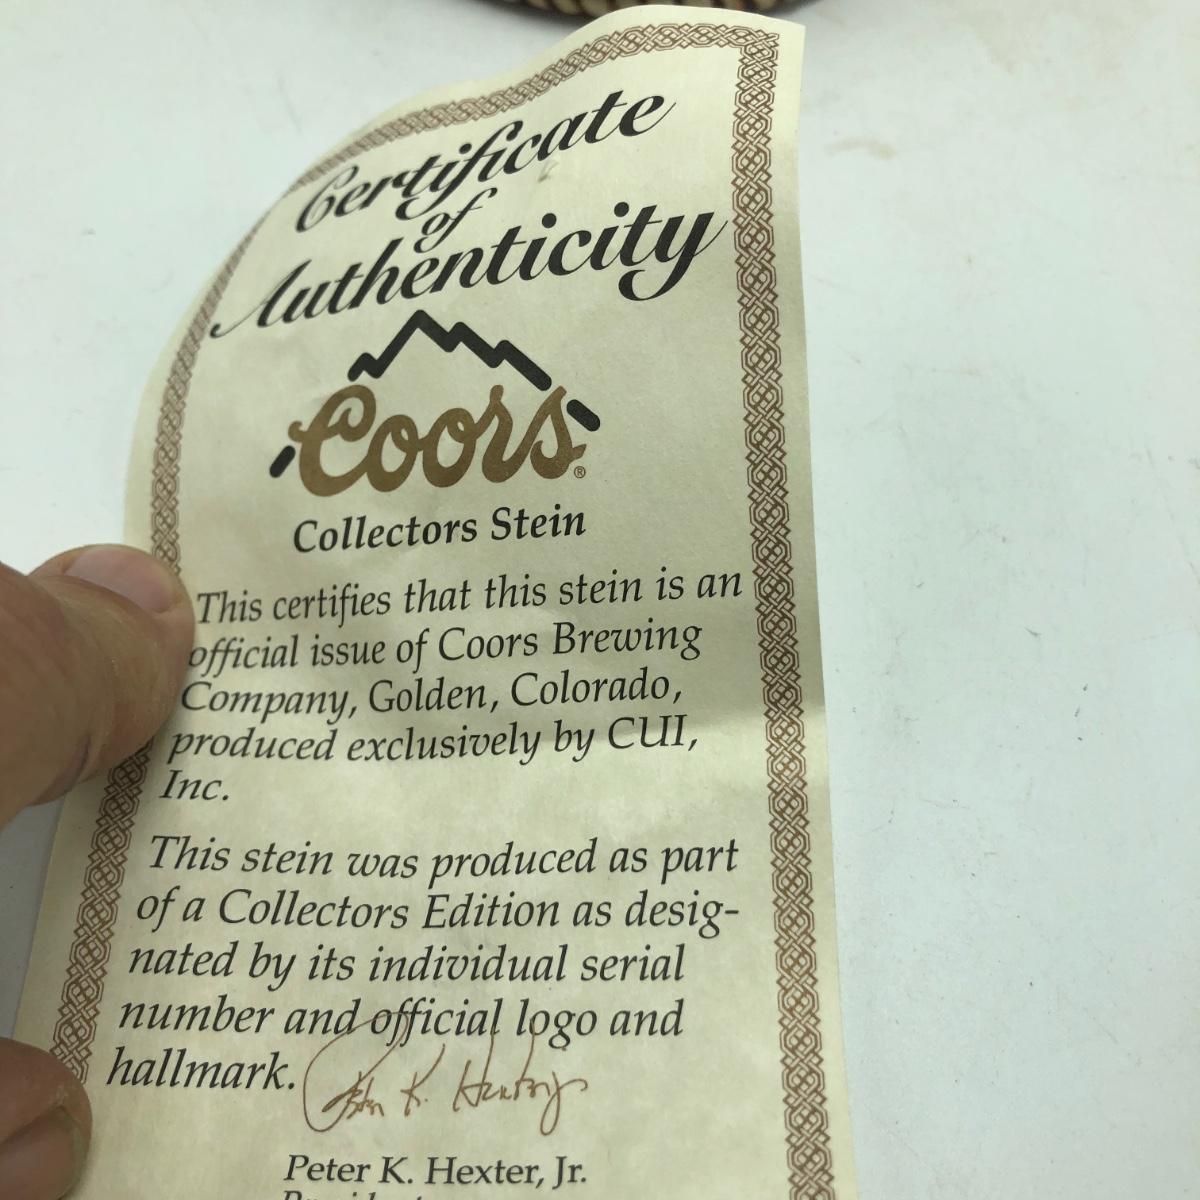 Certificate
of
Authenticity
Coors®
Collectors Stein
This certifies that this stein is an
official issue of Coors Brewing
Company, Golden, Colorado,
produced exclusively by CUI,
Inc.
This stein was produced as part
of a Collectors Edition as desig-
nated by its individual serial
number and official logo and
hallmark.
Peter K. Hexter, Jr.